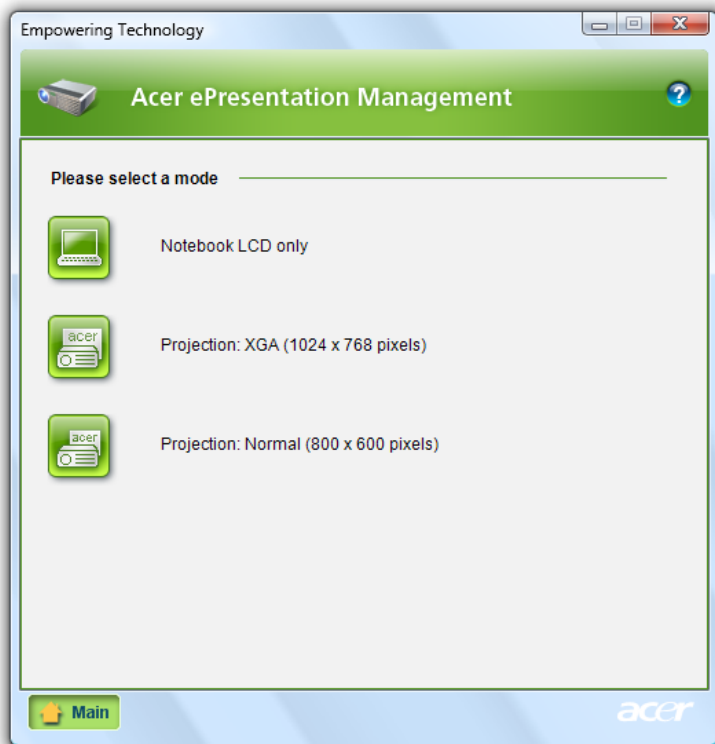 Empowering Technology
Acer ePresentation Management
?
Please select a mode
Notebook LCD only
acer
Projection: XGA (1024 x 768 pixels)
acer
Projection: Normal (800 x 600 pixels)
Main
acer